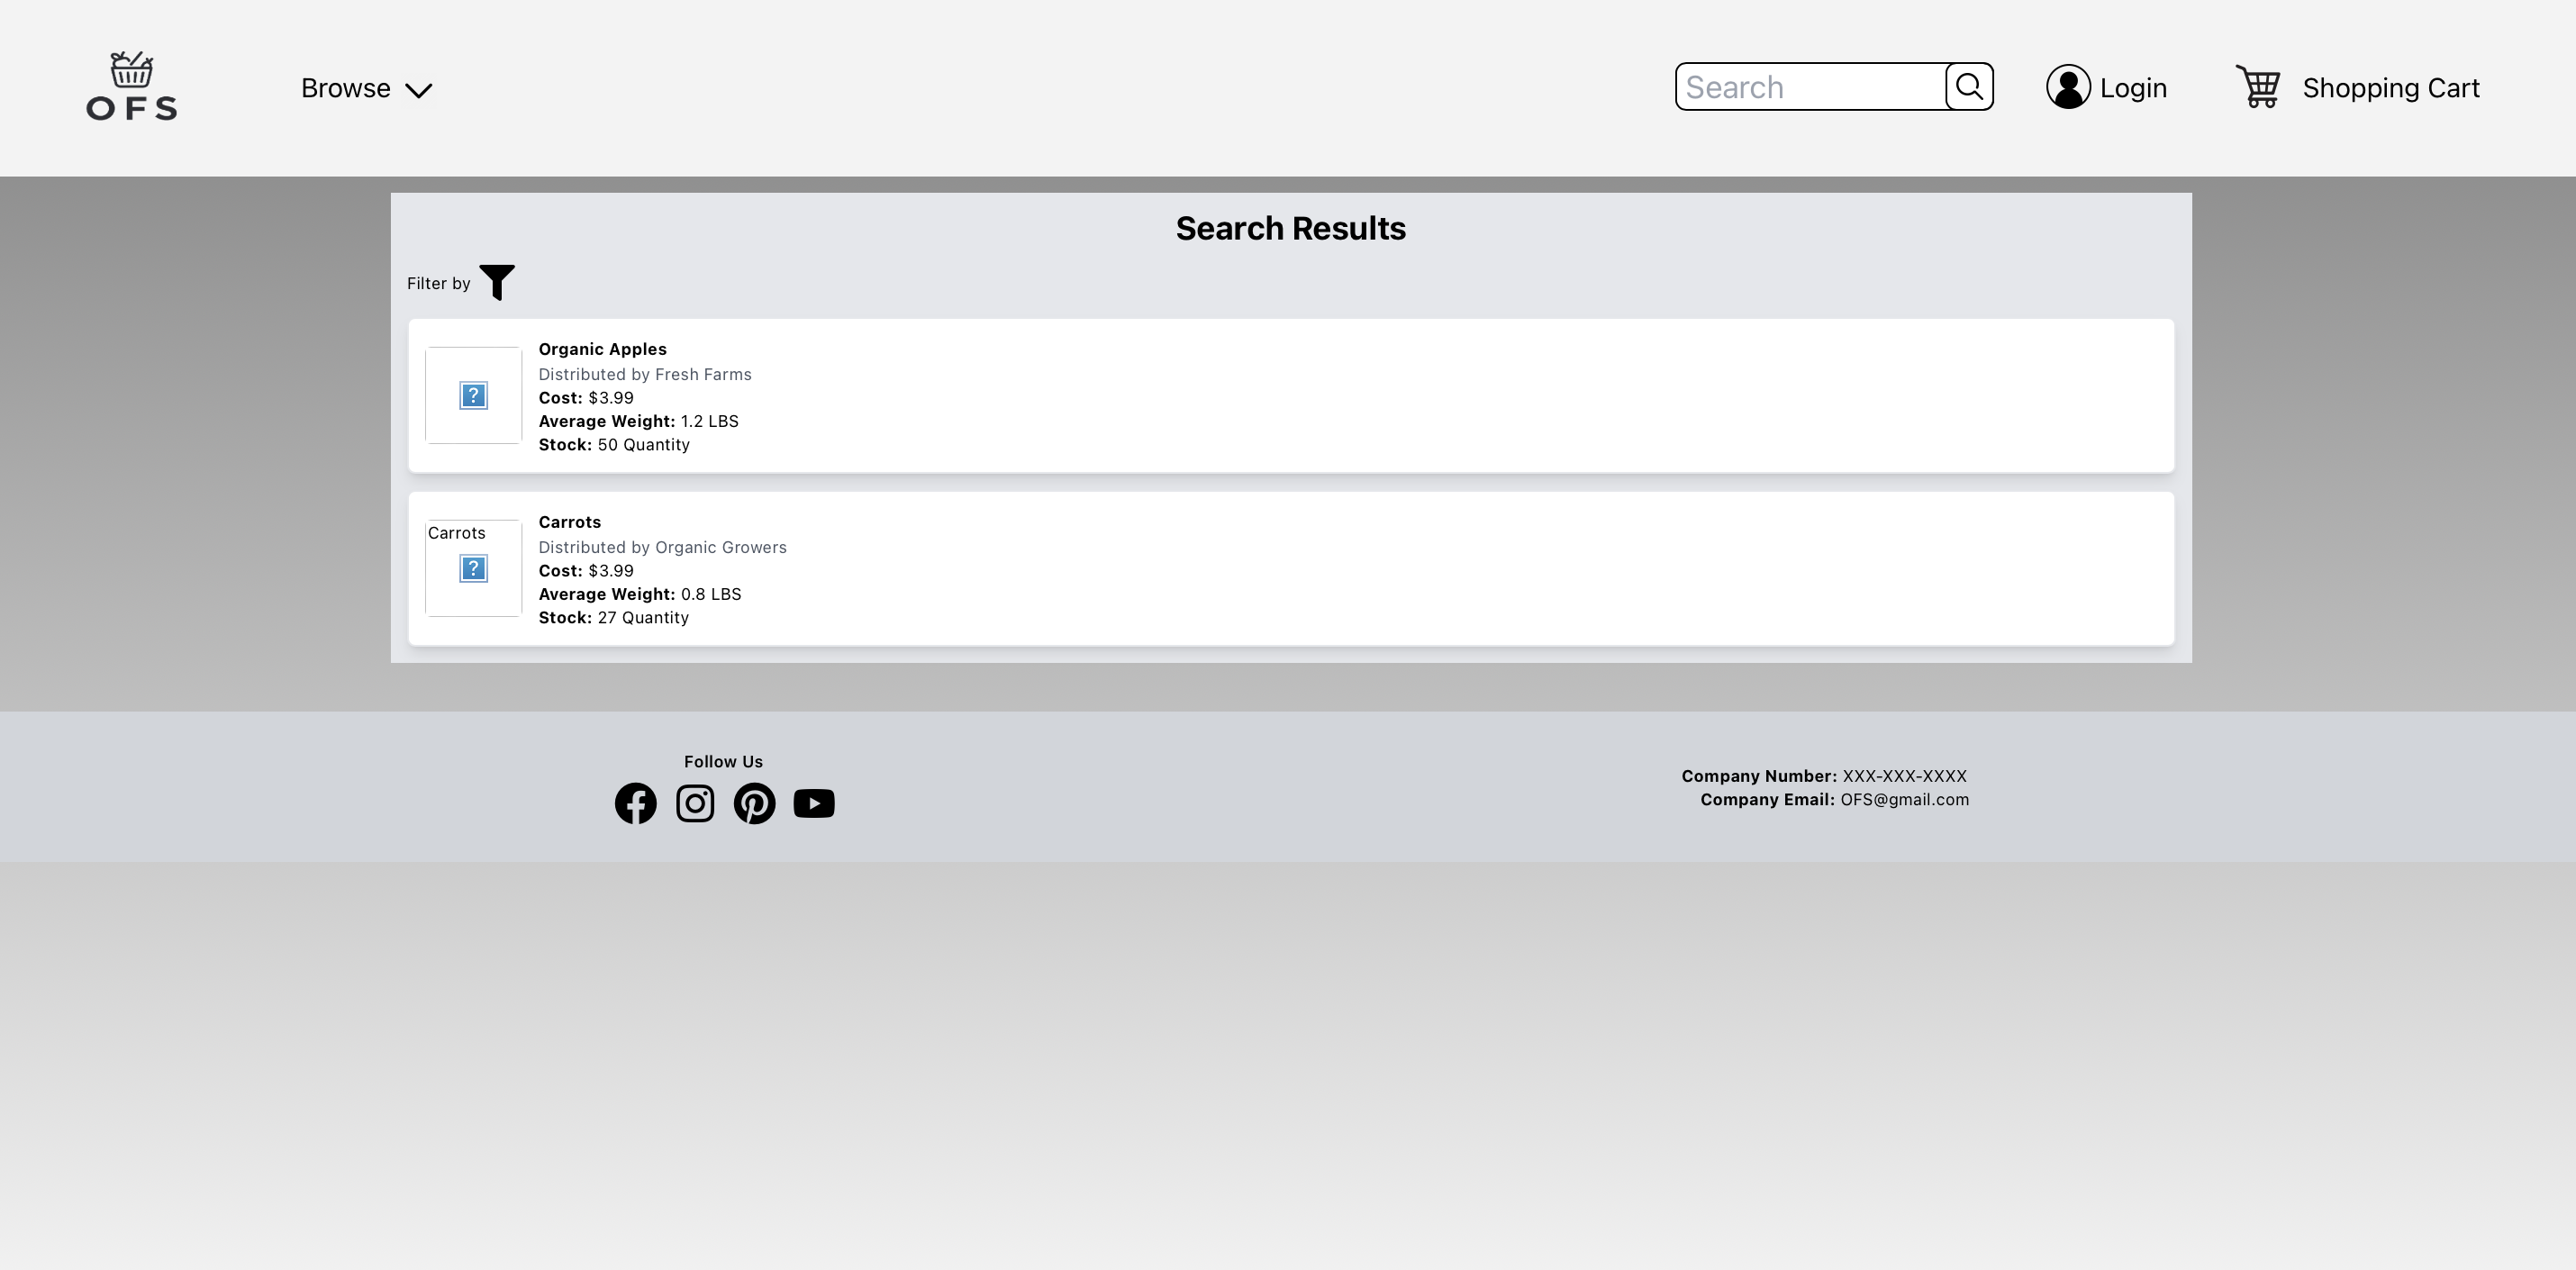 OFS
Browse
Search
Login
Shopping Cart
Search Results
Filter by
Organic Apples
Distributed by Fresh Farms
Cost: $3.99
Average Weight: 1.2 LBS
Stock: 50 Quantity
Carrots
Carrots
Distributed by Organic Growers
Cost: $3.99
Average Weight: 0.8 LBS
Stock: 27 Quantity
Follow Us
Company Number: XXX-XXX-XXXX
Company Email: OFS@gmail.com